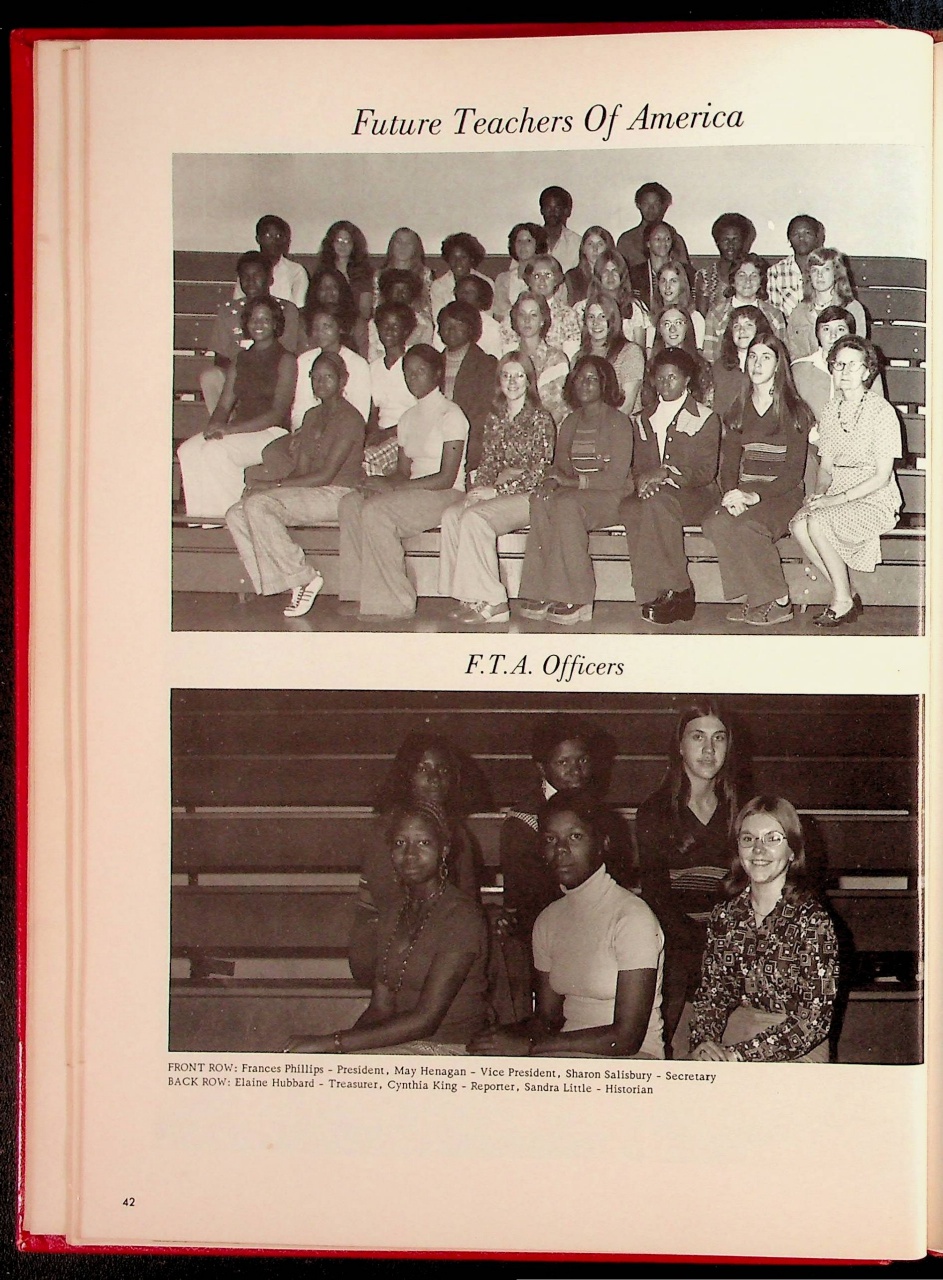 Future Teachers Of America
F.T.A. Officers
FRONT ROW: Frances Phillips - President, May Henagan - Vice President, Sharon Salisbury - Secretary
BACK ROW: Elaine Hubbard - Treasurer, Cynthia King - Reporter, Sandra Little - Historian
42